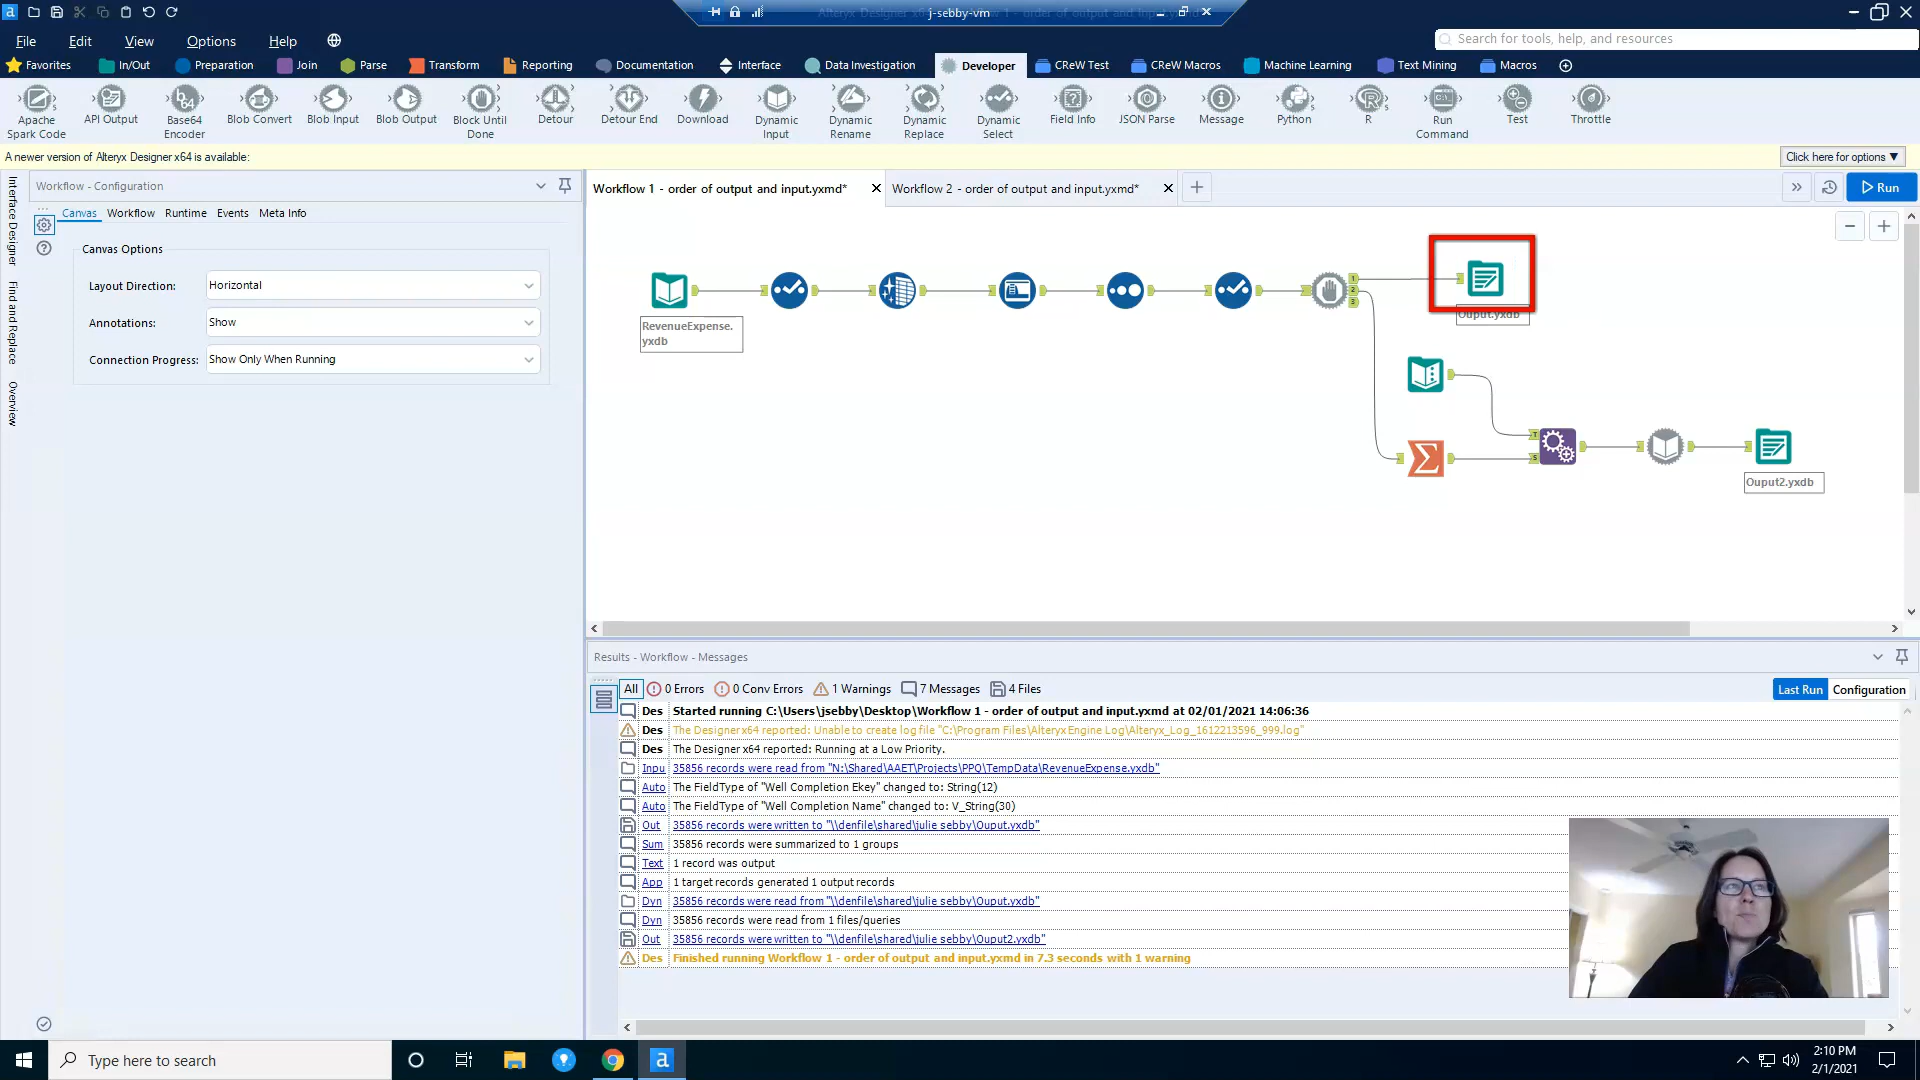 j-sebby-vm
File Edit View Options Help
Search for tools, help, and resources
Favorites In/Out Preparation Join Parse Transform Reporting Documentation Interface Data Investigation Developer CReW Test CReW Macros Machine Learning Text Mining Macros
Apache Spark Code
API Output
Base64 Encoder
Blob Convert
Blob Input
Blob Output
Block Until Done
Detour
Detour End
Download
Dynamic Input
Dynamic Rename
Dynamic Replace
Dynamic Select
Field Info
JSON Parse
Message
Python
R
Run Command
Test
Throttle
A newer version of Alteryx Designer x64 is available:
Click here for options ▼
Interface Designer
Find and Replace
Overview
Workflow - Configuration
Canvas Workflow Runtime Events Meta Info
Canvas Options
Layout Direction: Horizontal
Annotations: Show
Connection Progress: Show Only When Running
Workflow 1 - order of output and input.yxmd*
Workflow 2 - order of output and input.yxmd*
Run
RevenueExpense.
yxdb
1
2
3
Ouput.yxdb
T
S
Ouput2.yxdb
Results - Workflow - Messages
All 0 Errors 0 Conv Errors 1 Warnings 7 Messages 4 Files
Last Run Configuration
Des Started running C:\Users\jsebby\Desktop\Workflow 1 - order of output and input.yxmd at 02/01/2021 14:06:36
Des The Designer x64 reported: Unable to create log file "C:\Program Files\Alteryx Engine Log\Alteryx_Log_1612213596_999.log"
Des The Designer x64 reported: Running at a Low Priority.
Inpu 35856 records were read from "N:\Shared\AAET\Projects\PPQ\TempData\RevenueExpense.yxdb"
Auto The FieldType of "Well Completion Ekey" changed to: String(12)
Auto The FieldType of "Well Completion Name" changed to: V_String(30)
Out 35856 records were written to "\\denfile\shared\julie sebby\Ouput.yxdb"
Sum 35856 records were summarized to 1 groups
Text 1 record was output
App 1 target records generated 1 output records
Dyn 35856 records were read from "\\denfile\shared\julie sebby\Ouput.yxdb"
Dyn 35856 records were read from 1 files/queries
Out 35856 records were written to "\\denfile\shared\julie sebby\Ouput2.yxdb"
Des Finished running Workflow 1 - order of output and input.yxmd in 7.3 seconds with 1 warning
Type here to search
2:10 PM
2/1/2021